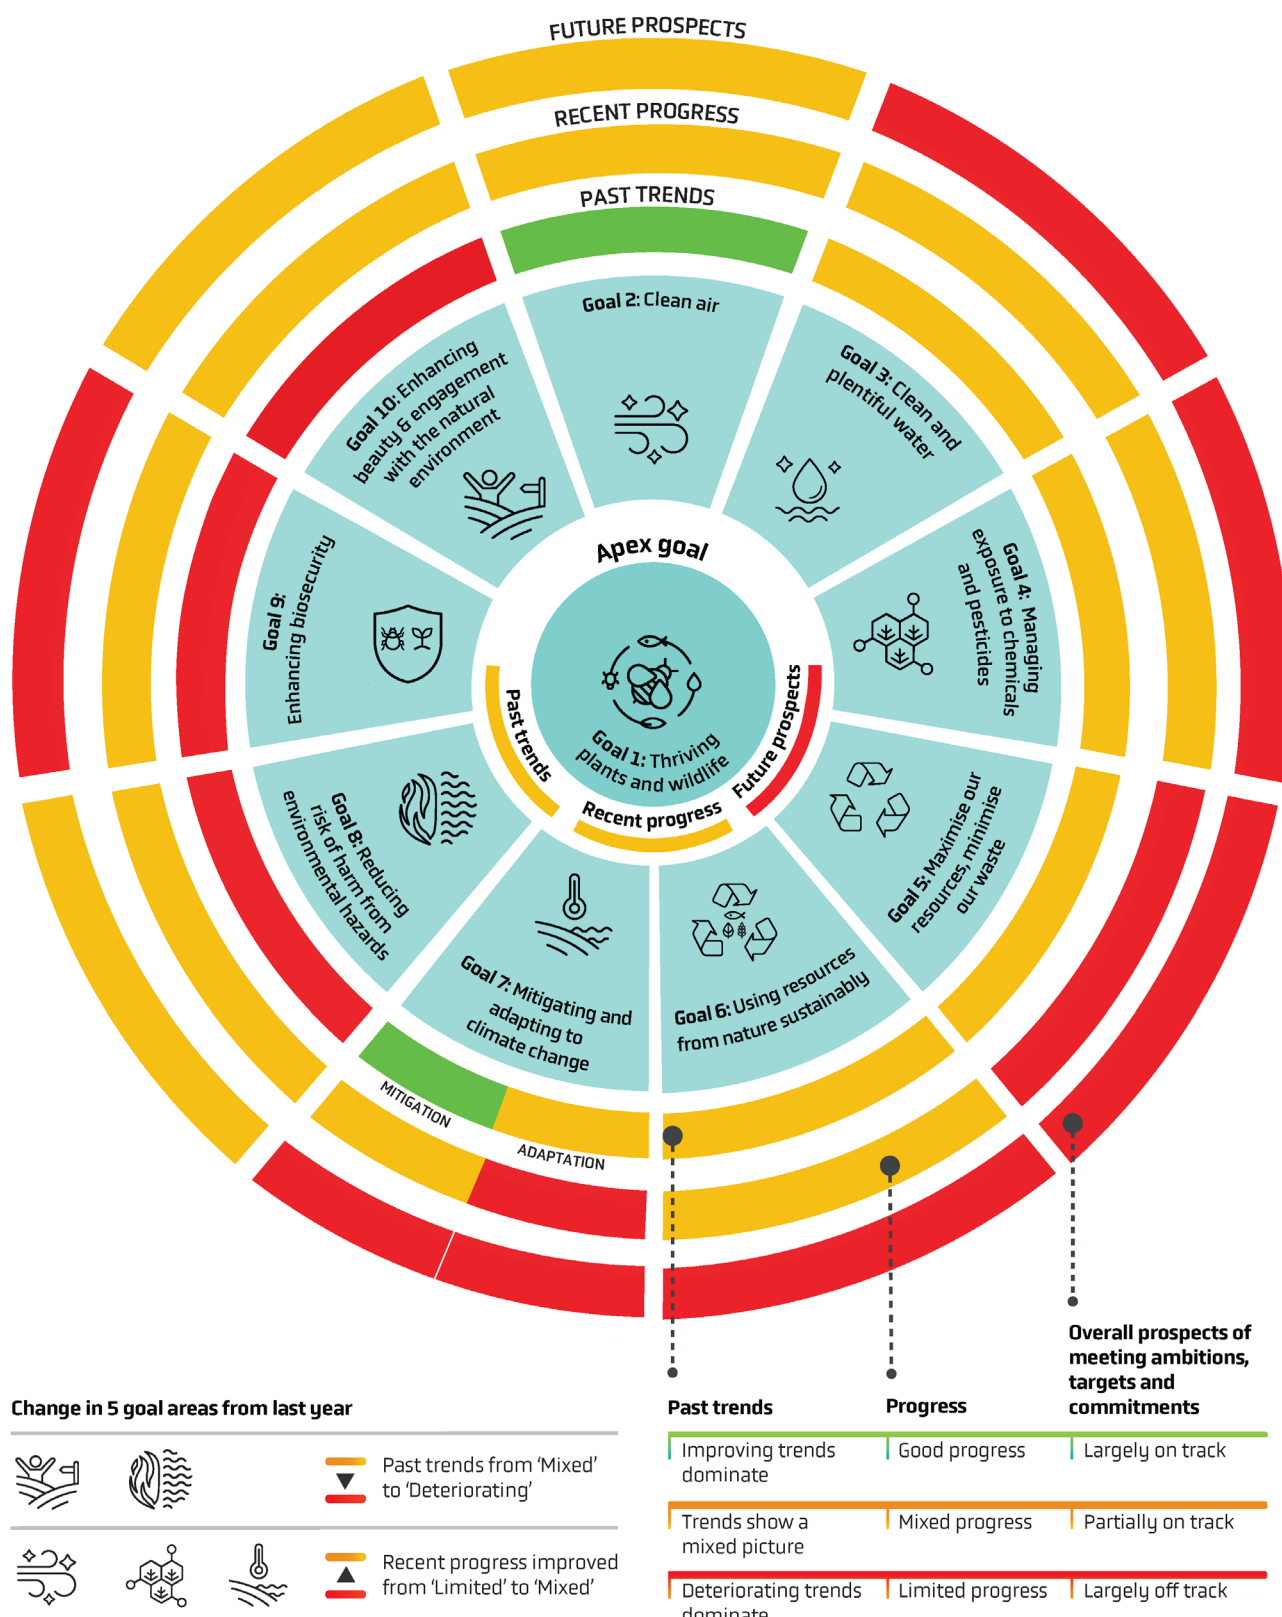 FUTURE PROSPECTS
RECENT PROGRESS
PAST TRENDS
Goal 2: Clean air
Goal 3: Clean and
plentiful water
Goal 4: Managing
exposure to chemicals
and pesticides
Goal 5: Maximise our
resources, minimise
our waste
Goal 6: Using resources
from nature sustainably
Goal 7: Mitigating and
adapting to
climate change
MITIGATION
ADAPTATION
Goal 8: Reducing
risk of harm from
environmental hazards
Goal 9:
Enhancing biosecurity
Goal 10: Enhancing
beauty & engagement
with the natural
environment
Apex goal
Goal 1: Thriving
plants and wildlife
Past trends
Recent progress
Future prospects
Change in 5 goal areas from last year
Past trends from ‘Mixed’
to ‘Deteriorating’
Recent progress improved
from ‘Limited’ to ‘Mixed’
Past trends
Progress
Overall prospects of
meeting ambitions,
targets and
commitments
Improving trends
dominate
Good progress
Largely on track
Trends show a
mixed picture
Mixed progress
Partially on track
Deteriorating trends
dominate
Limited progress
Largely off track